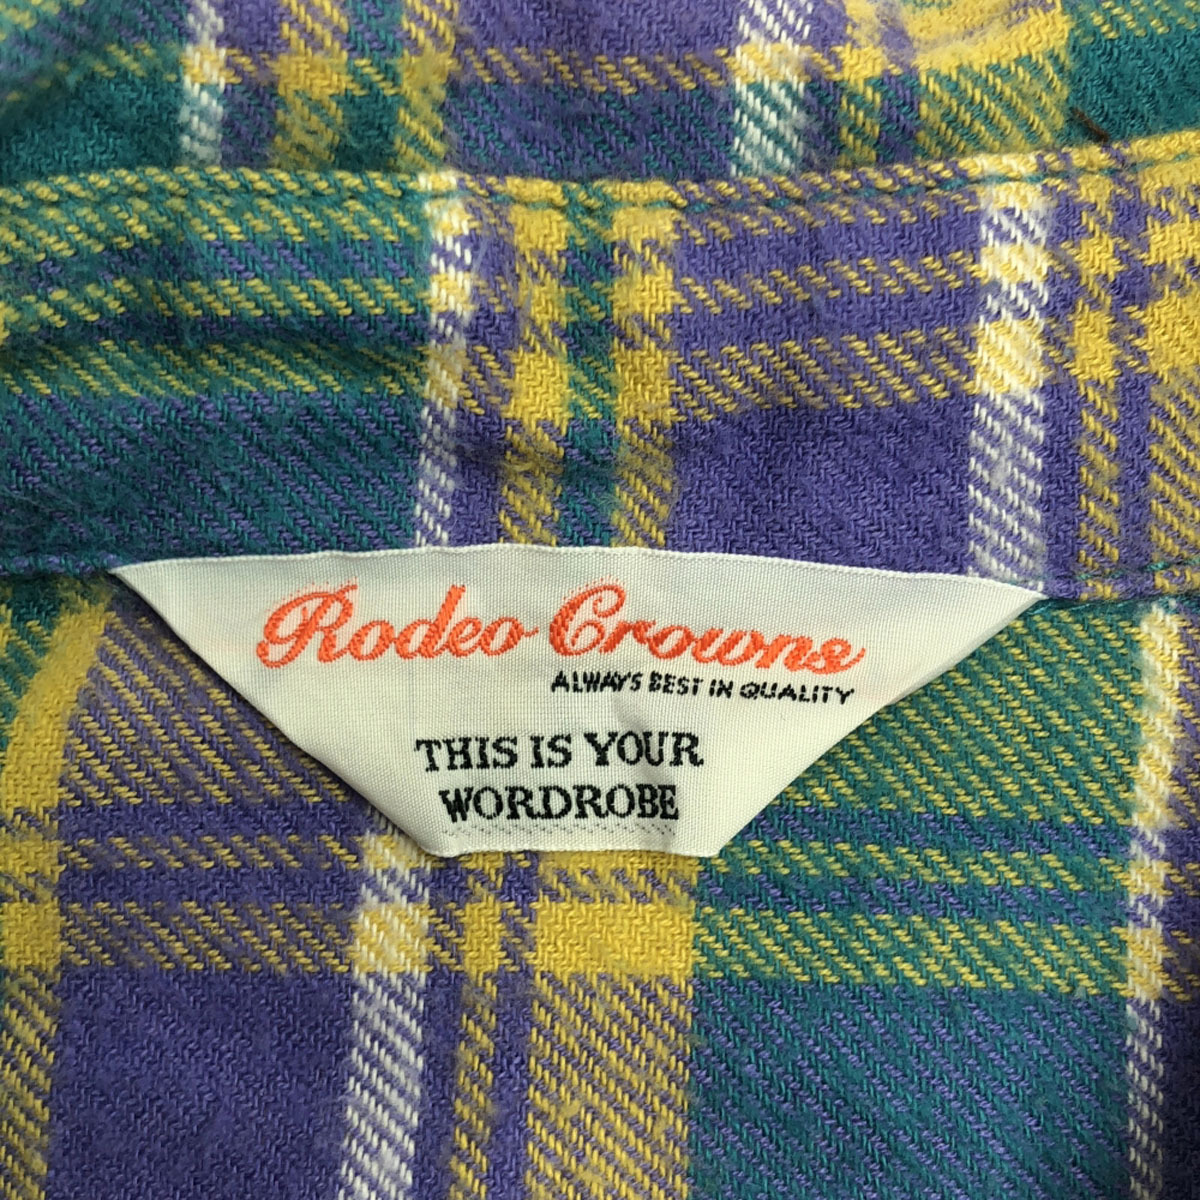 Rodeo Crowns
ALWAYS BEST IN QUALITY
THIS IS YOUR
WORDROBE